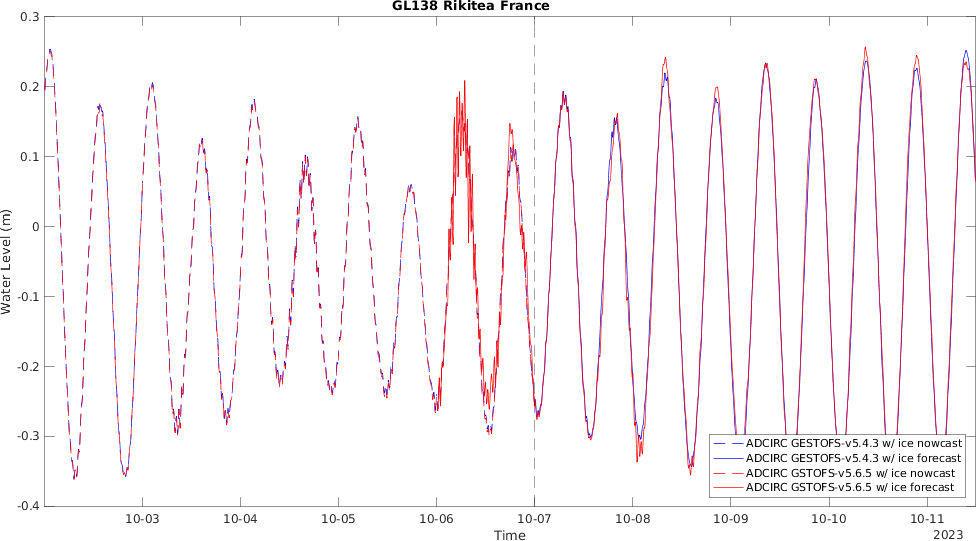 GL138 Rikitea France
0.3
0.2
0.1
0
-0.1
-0.2
-0.3
-0.4
Water Level (m)
ADCIRC GESTOFS-v5.4.3 w/ ice nowcast
ADCIRC GESTOFS-v5.4.3 w/ ice forecast
ADCIRC GSTOFS-v5.6.5 w/ ice nowcast
ADCIRC GSTOFS-v5.6.5 w/ ice forecast
10-03 10-04 10-05 10-06 10-07 10-08 10-09 10-10 10-11
Time
2023